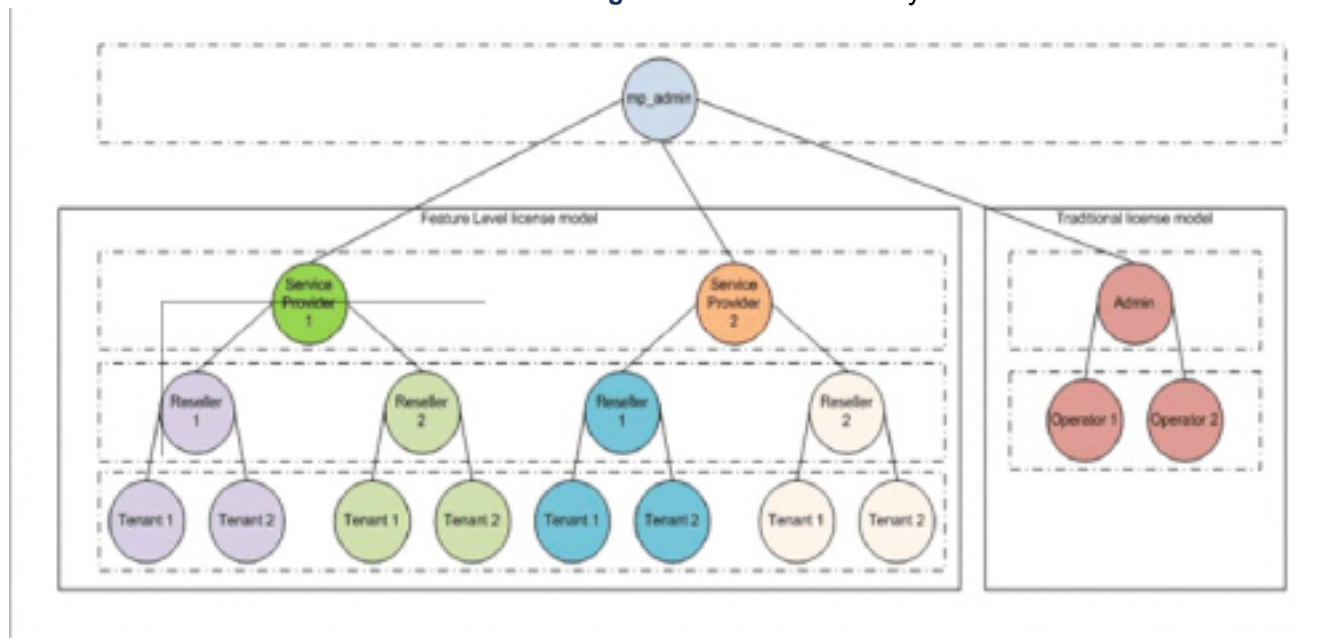 mp_admin
Feature Level license model
Traditional license model
Service
Provider
1
Service
Provider
2
Admin
Reseller
1
Reseller
2
Reseller
1
Reseller
2
Operator 1
Operator 2
Tenant 1
Tenant 2
Tenant 1
Tenant 2
Tenant 1
Tenant 2
Tenant 1
Tenant 2